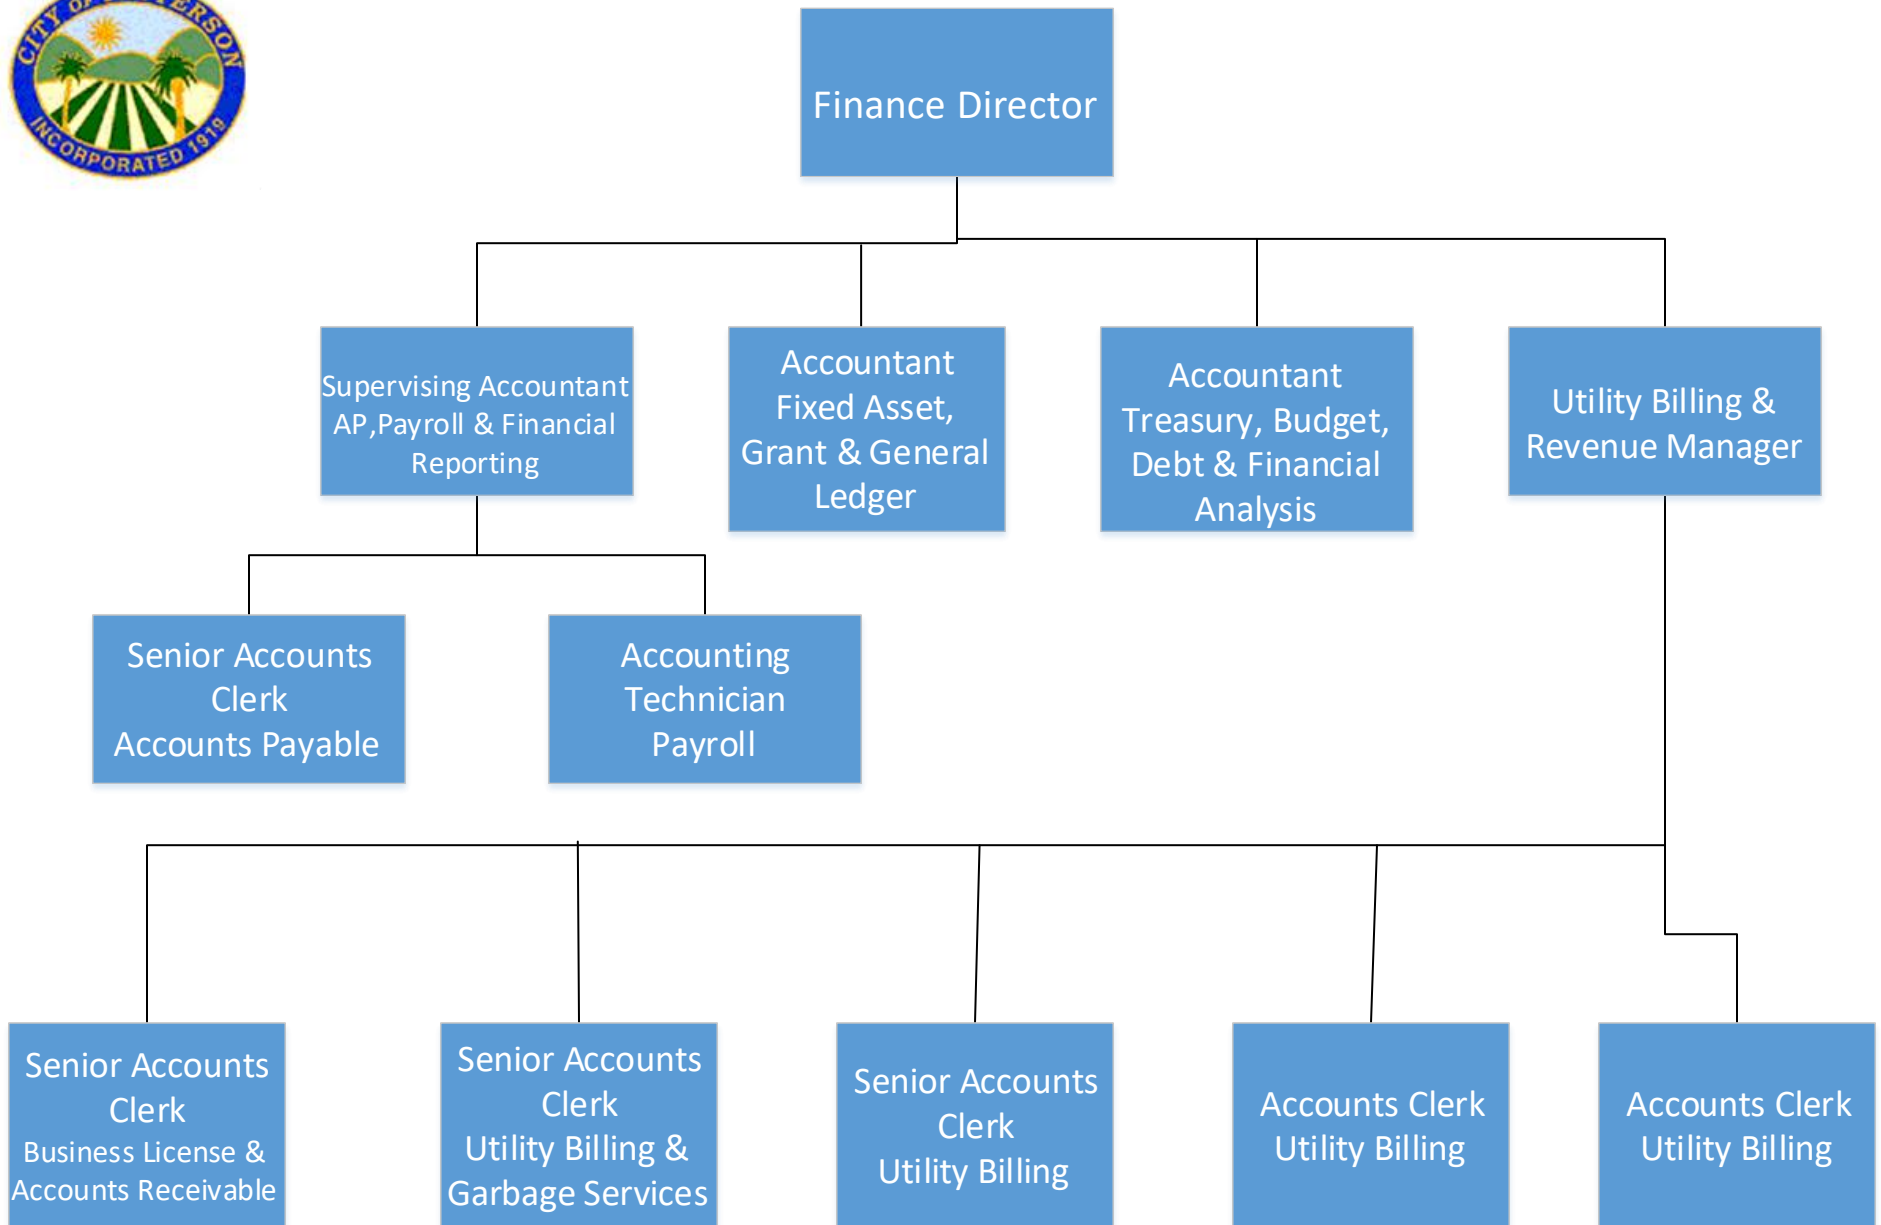 CITY OF
INCORPORATED 1919
Finance Director
Supervising Accountant
AP,Payroll & Financial
Reporting
Accountant
Fixed Asset,
Grant & General
Ledger
Accountant
Treasury, Budget,
Debt & Financial
Analysis
Utility Billing &
Revenue Manager
Senior Accounts
Clerk
Accounts Payable
Accounting
Technician
Payroll
Senior Accounts
Clerk
Business License &
Accounts Receivable
Senior Accounts
Clerk
Utility Billing &
Garbage Services
Senior Accounts
Clerk
Utility Billing
Accounts Clerk
Utility Billing
Accounts Clerk
Utility Billing